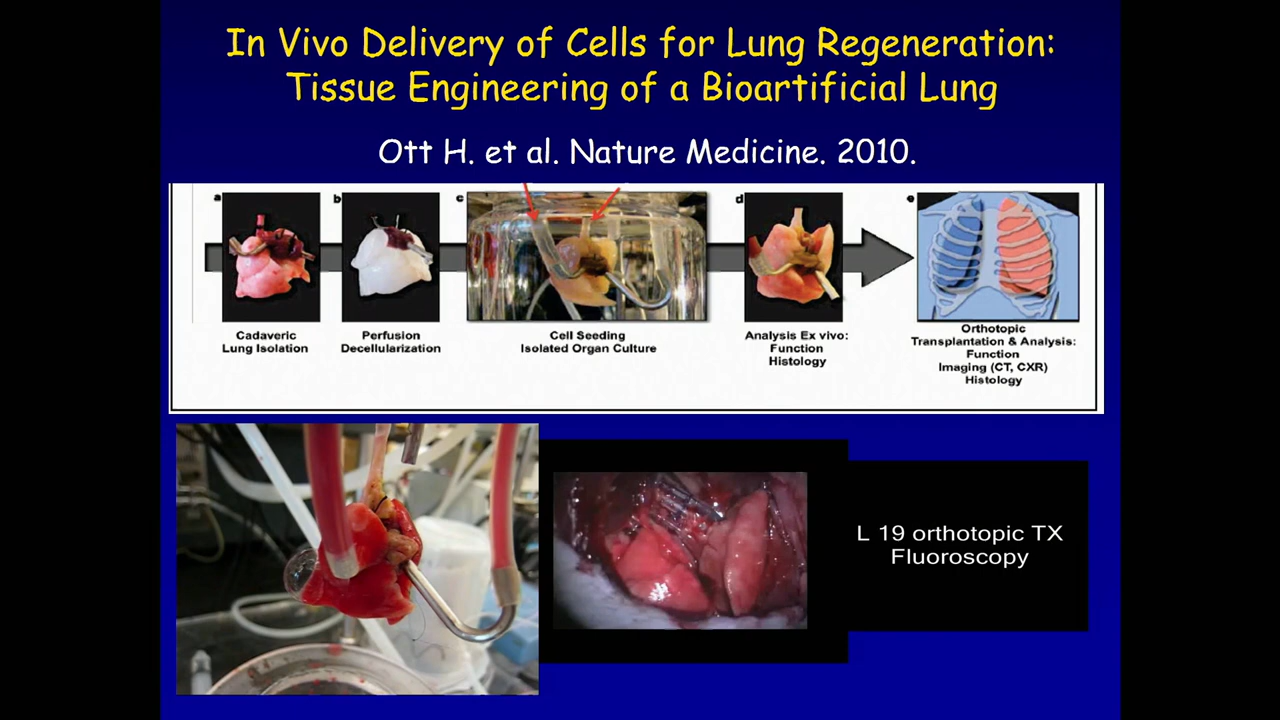 In Vivo Delivery of Cells for Lung Regeneration:
Tissue Engineering of a Bioartificial Lung
Ott H. et al. Nature Medicine. 2010.
a
b
c
d
e
Cadaveric
Lung Isolation
Perfusion
Decellularization
Cell Seeding
Isolated Organ Culture
Analysis Ex vivo:
Function
Histology
Orthotopic
Transplantation & Analysis:
Function
Imaging (CT, CXR)
Histology
L 19 orthotopic TX
Fluoroscopy